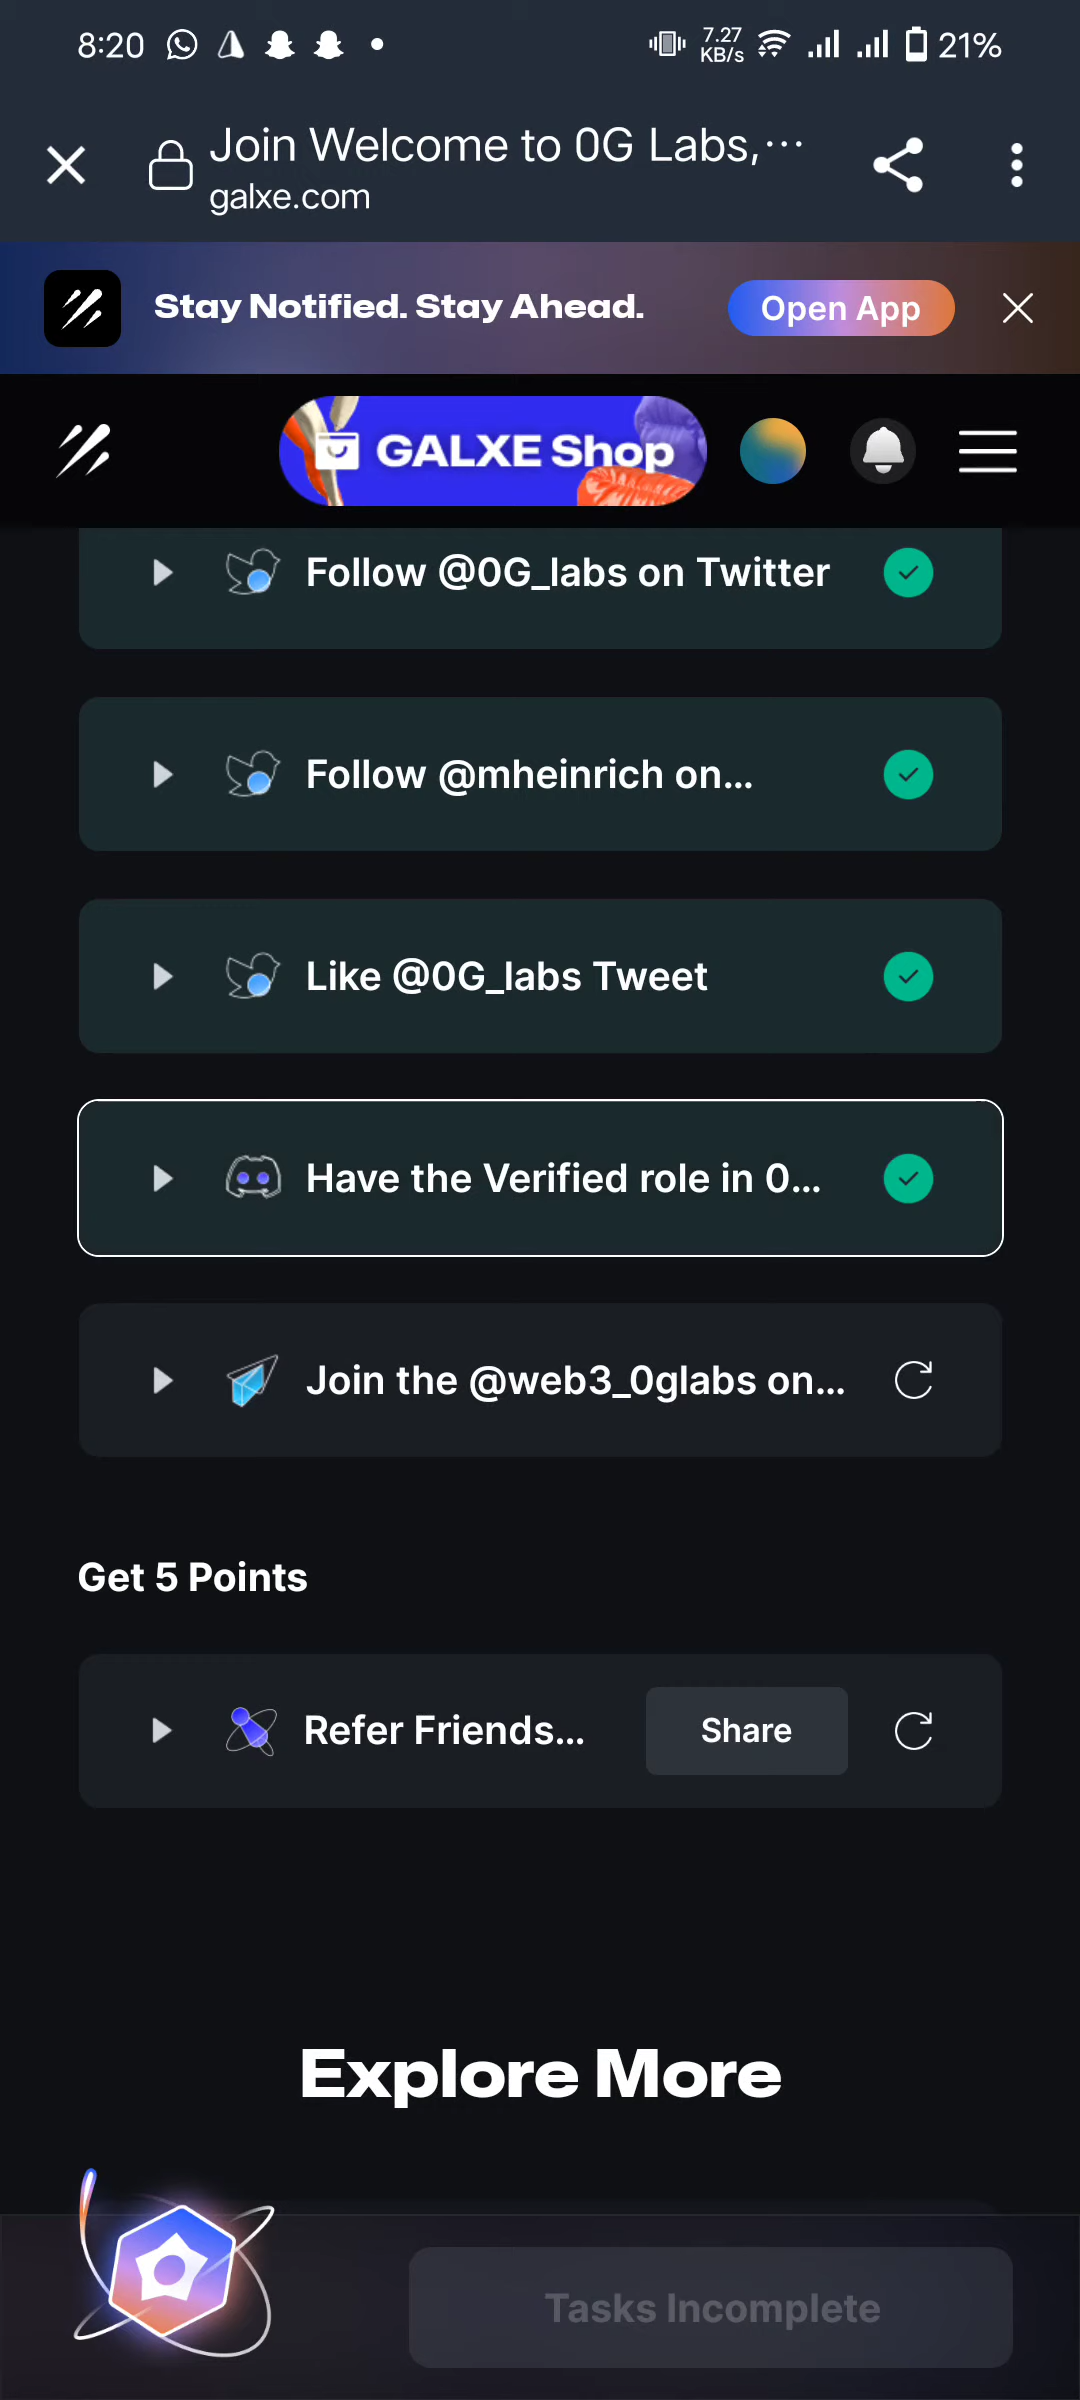 8:20
7.27
KB/s
21%
Join Welcome to 0G Labs,...
galxe.com
Stay Notified. Stay Ahead.
Open App
GALXE Shop
Follow @0G_labs on Twitter
Follow @mheinrich on...
Like @0G_labs Tweet
Have the Verified role in 0...
Join the @web3_0glabs on...
Get 5 Points
Refer Friends...
Share
Explore More
Tasks Incomplete